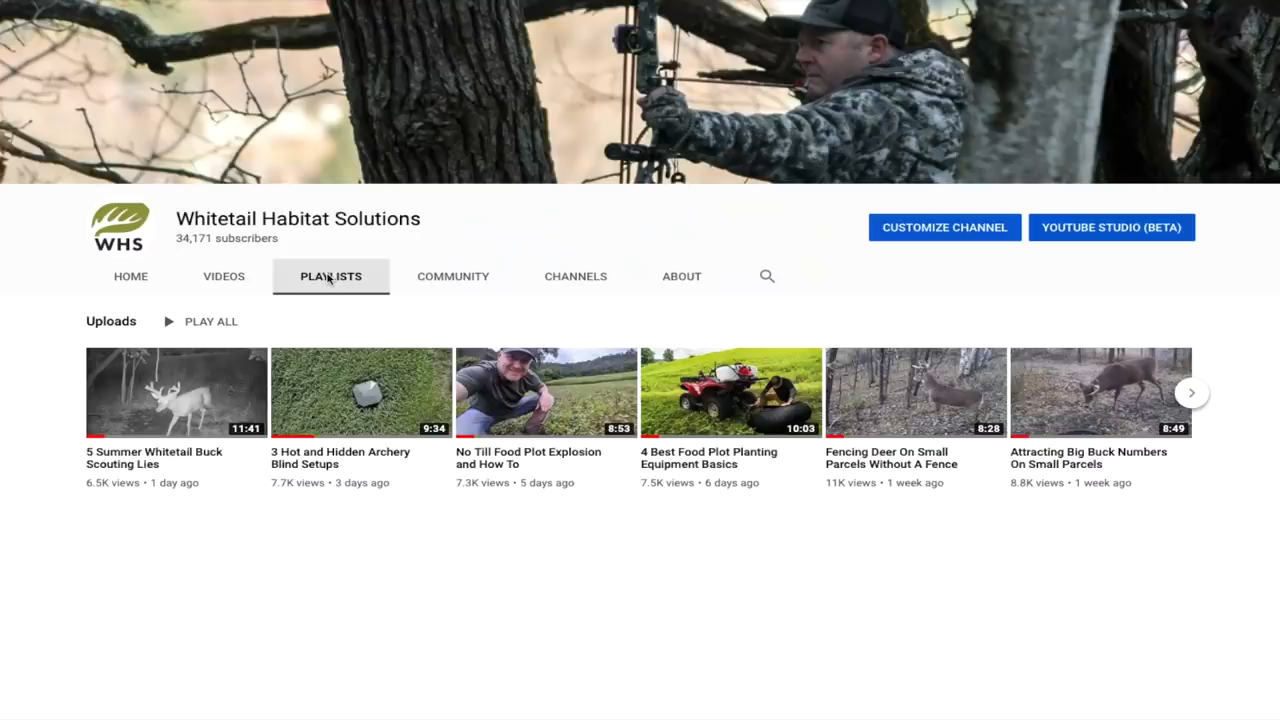 WHS
Whitetail Habitat Solutions
34,171 subscribers
CUSTOMIZE CHANNEL
YOUTUBE STUDIO (BETA)
HOME
VIDEOS
PLAYLISTS
COMMUNITY
CHANNELS
ABOUT
Uploads
PLAY ALL
11:41
9:34
8:53
10:03
8:28
8:49
5 Summer Whitetail Buck
Scouting Lies
6.5K views • 1 day ago
3 Hot and Hidden Archery
Blind Setups
7.7K views • 3 days ago
No Till Food Plot Explosion
and How To
7.3K views • 5 days ago
4 Best Food Plot Planting
Equipment Basics
7.5K views • 6 days ago
Fencing Deer On Small
Parcels Without A Fence
11K views • 1 week ago
Attracting Big Buck Numbers
On Small Parcels
8.8K views • 1 week ago